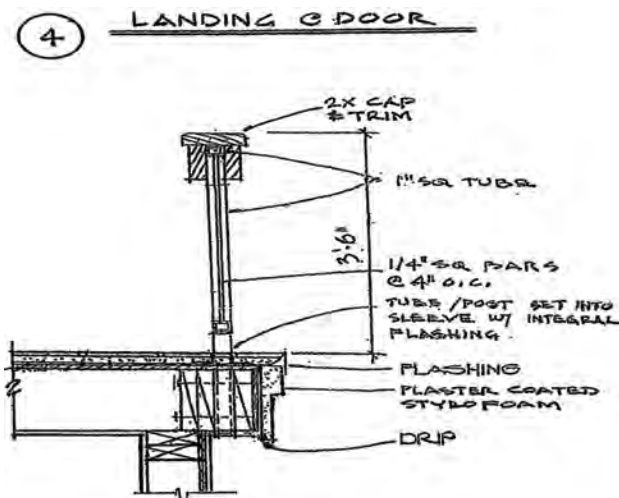 4
LANDING @ DOOR
2X CAP
& TRIM
1" SQ TUBE
3'6"
1/4" SQ BARS
@ 4" O.C.
TUBE/POST SET INTO
SLEEVE W/ INTEGRAL
FLASHING
FLASHING
PLASTER COATED
STYROFOAM
DRIP